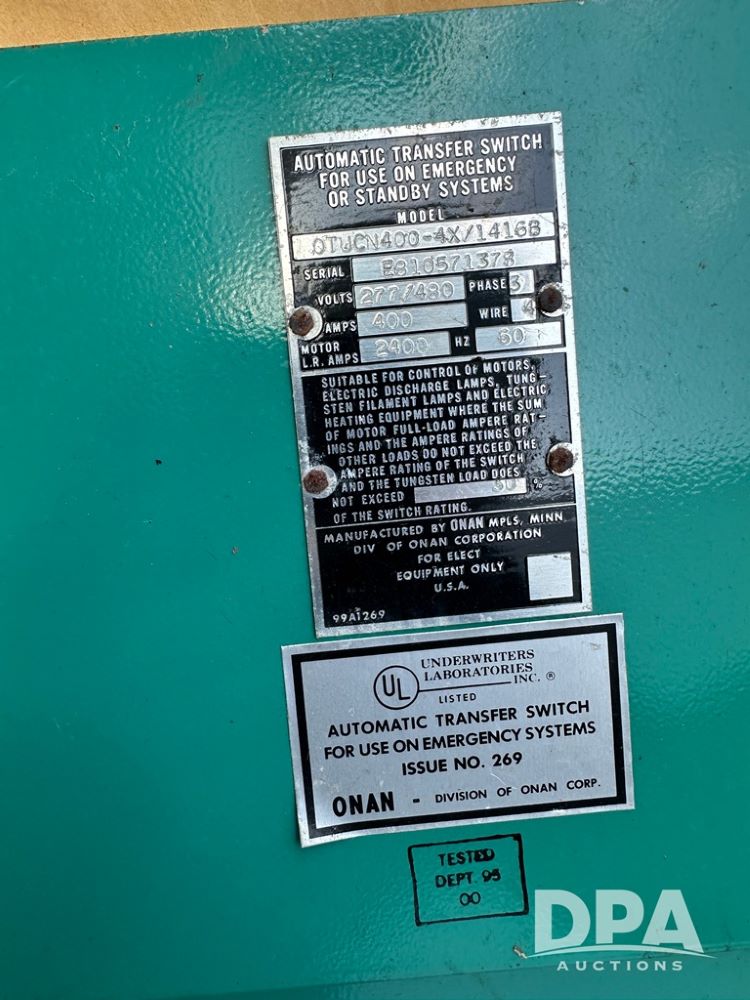 AUTOMATIC TRANSFER SWITCH
FOR USE ON EMERGENCY
OR STANDBY SYSTEMS
MODEL
OTUCN400-4X/1416B
SERIAL E810571378
VOLTS 277/480 PHASE 3
AMPS 400 WIRE 4
MOTOR L.R. AMPS 2400 HZ 60
SUITABLE FOR CONTROL OF MOTORS,
ELECTRIC DISCHARGE LAMPS, TUNG-
STEN FILAMENT LAMPS AND ELECTRIC
HEATING EQUIPMENT WHERE THE SUM
OF MOTOR FULL-LOAD AMPERE RAT-
INGS AND THE AMPERE RATINGS OF
OTHER LOADS DO NOT EXCEED THE
AMPERE RATING OF THE SWITCH
AND THE TUNGSTEN LOAD DOES
NOT EXCEED %
OF THE SWITCH RATING.
MANUFACTURED BY ONAN MPLS, MINN
DIV OF ONAN CORPORATION
FOR ELECT
EQUIPMENT ONLY
U.S.A.
99A1269
UL
UNDERWRITERS
LABORATORIES
INC. ®
LISTED
AUTOMATIC TRANSFER SWITCH
FOR USE ON EMERGENCY SYSTEMS
ISSUE NO. 269
ONAN - DIVISION OF ONAN CORP.
TESTED
DEPT 95
00
DPA
AUCTIONS